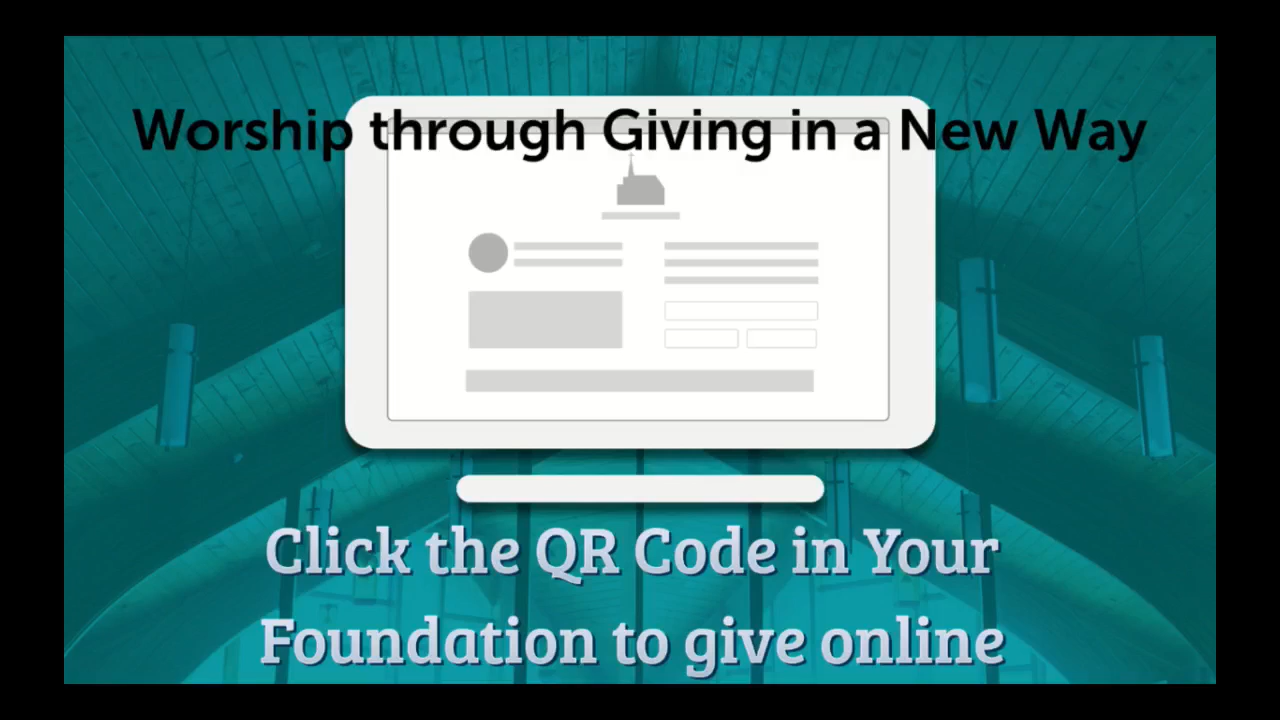 Worship through Giving in a New Way
Click the QR Code in Your
Foundation to give online